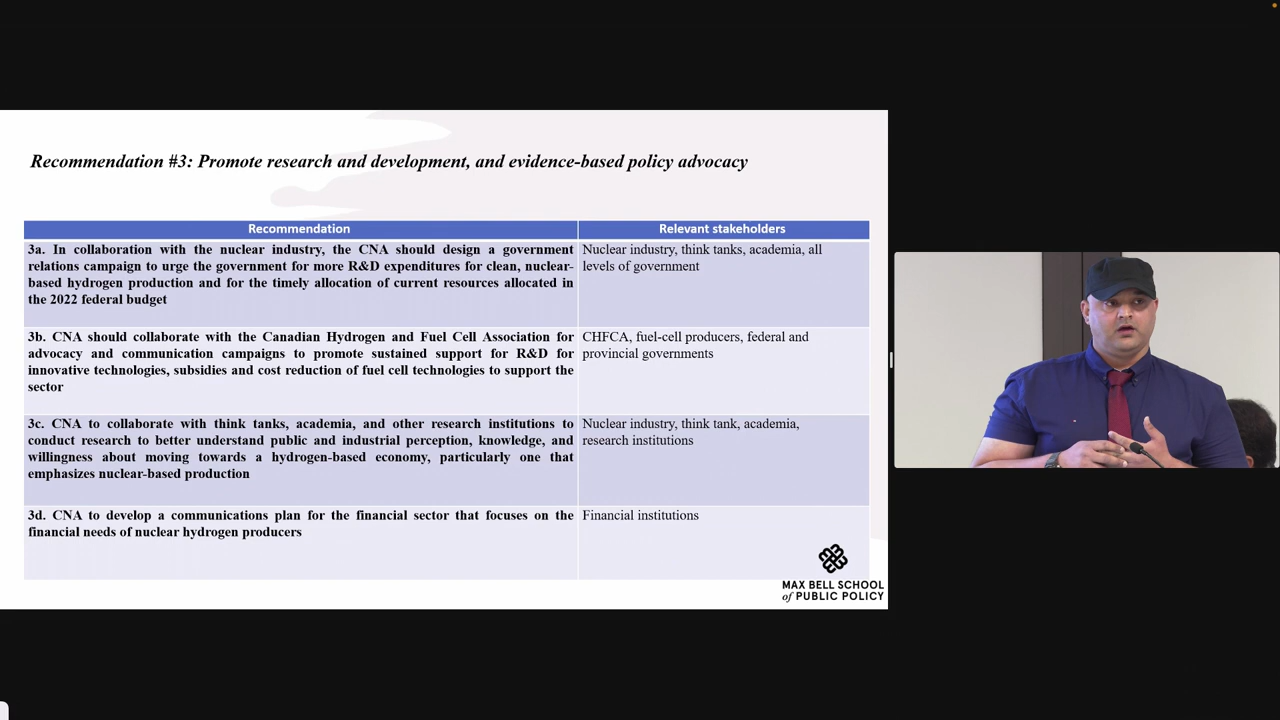 Recommendation #3: Promote research and development, and evidence-based policy advocacy
Recommendation
Relevant stakeholders
3a. In collaboration with the nuclear industry, the CNA should design a government
relations campaign to urge the government for more R&D expenditures for clean, nuclear-
based hydrogen production and for the timely allocation of current resources allocated in
the 2022 federal budget
Nuclear industry, think tanks, academia, all
levels of government
3b. CNA should collaborate with the Canadian Hydrogen and Fuel Cell Association for
advocacy and communication campaigns to promote sustained support for R&D for
innovative technologies, subsidies and cost reduction of fuel cell technologies to support the
sector
CHFCA, fuel-cell producers, federal and
provincial governments
3c. CNA to collaborate with think tanks, academia, and other research institutions to
conduct research to better understand public and industrial perception, knowledge, and
willingness about moving towards a hydrogen-based economy, particularly one that
emphasizes nuclear-based production
Nuclear industry, think tank, academia,
research institutions
3d. CNA to develop a communications plan for the financial sector that focuses on the
financial needs of nuclear hydrogen producers
Financial institutions
MAX BELL SCHOOL
of PUBLIC POLICY